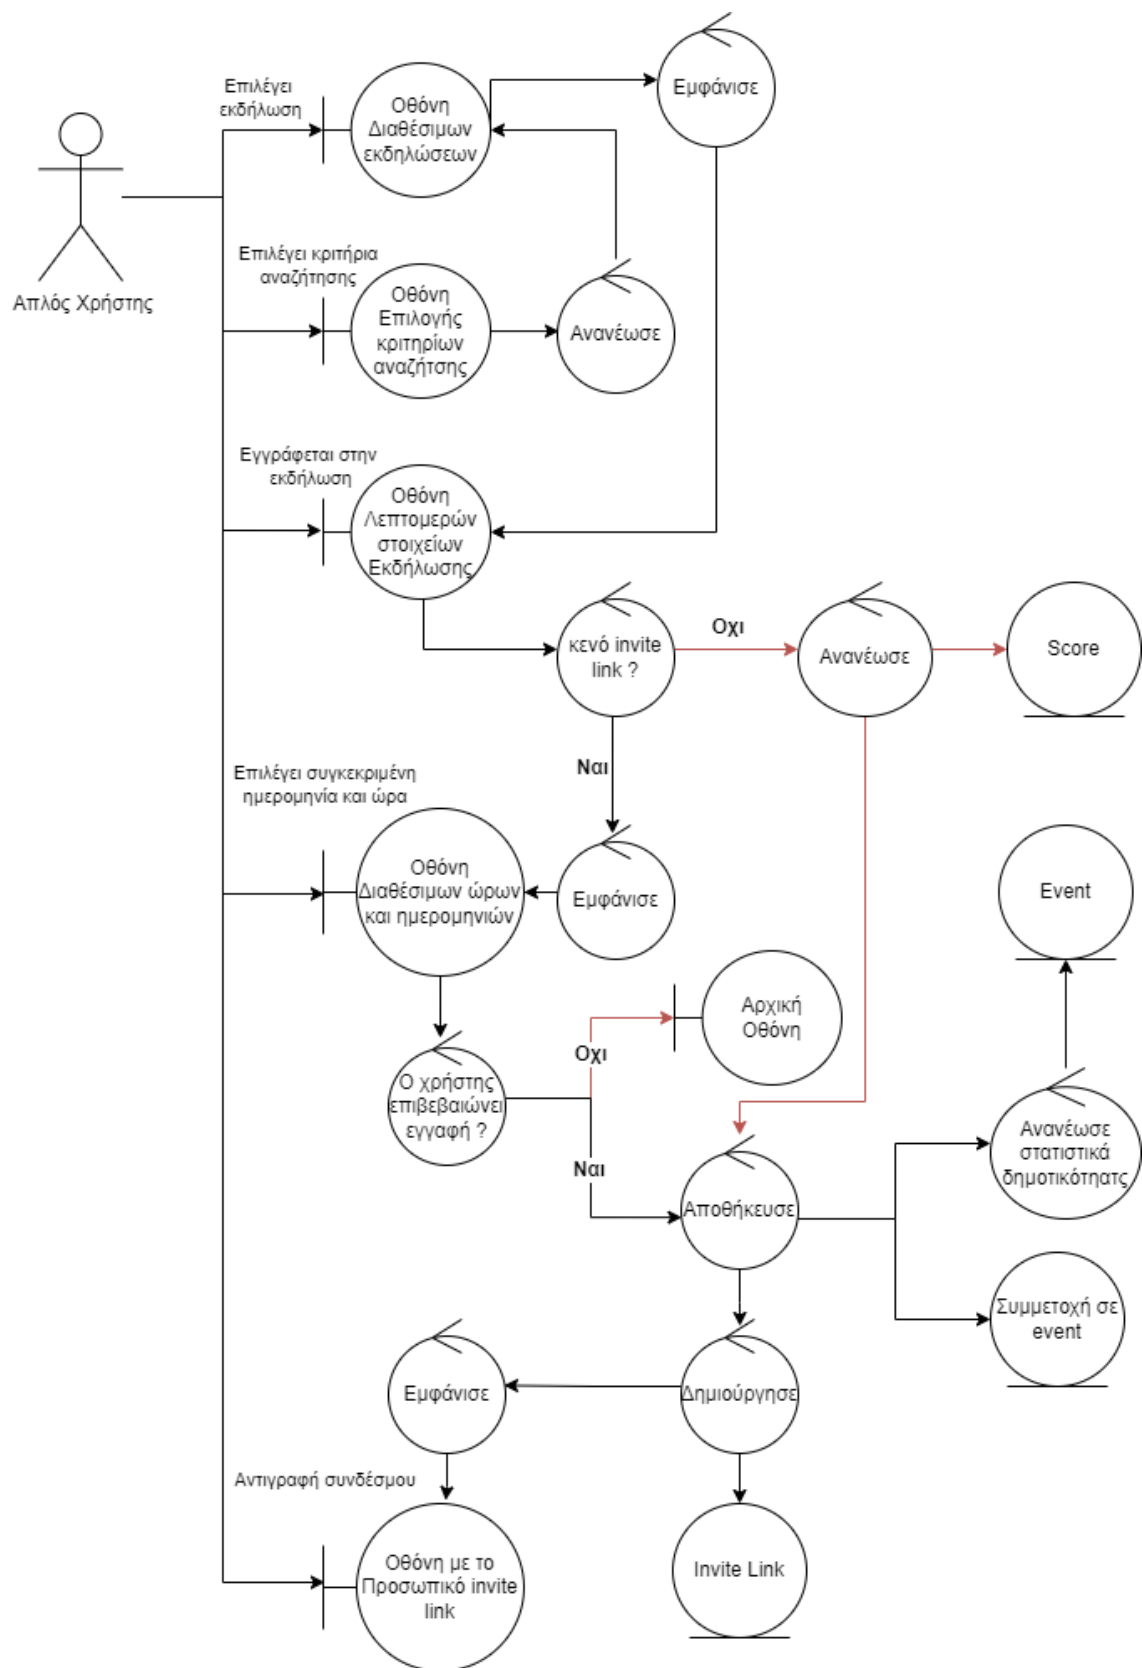 Επιλέγει
εκδήλωση
Οθόνη
Διαθέσιμων
εκδηλώσεων
Εμφάνισε
Απλός Χρήστης
Επιλέγει κριτήρια
αναζήτησης
Οθόνη
Επιλογής
κριτηρίων
αναζήτσης
Ανανέωσε
Εγγράφεται στην
εκδήλωση
Οθόνη
Λεπτομερών
στοιχείων
Εκδήλωσης
κενό invite
link ?
Οχι
Ανανέωσε
Score
Ναι
Επιλέγει συγκεκριμένη
ημερομηνία και ώρα
Οθόνη
Διαθέσιμων ώρων
και ημερομηνιών
Εμφάνισε
Event
Αρχική
Οθόνη
Οχι
Ο χρήστης
επιβεβαιώνει
εγγαφή ?
Ναι
Αποθήκευσε
Ανανέωσε
στατιστικά
δημοτικότηατς
Συμμετοχή σε
event
Εμφάνισε
Δημιούργησε
Αντιγραφή συνδέσμου
Οθόνη με το
Προσωπικό invite
link
Invite Link